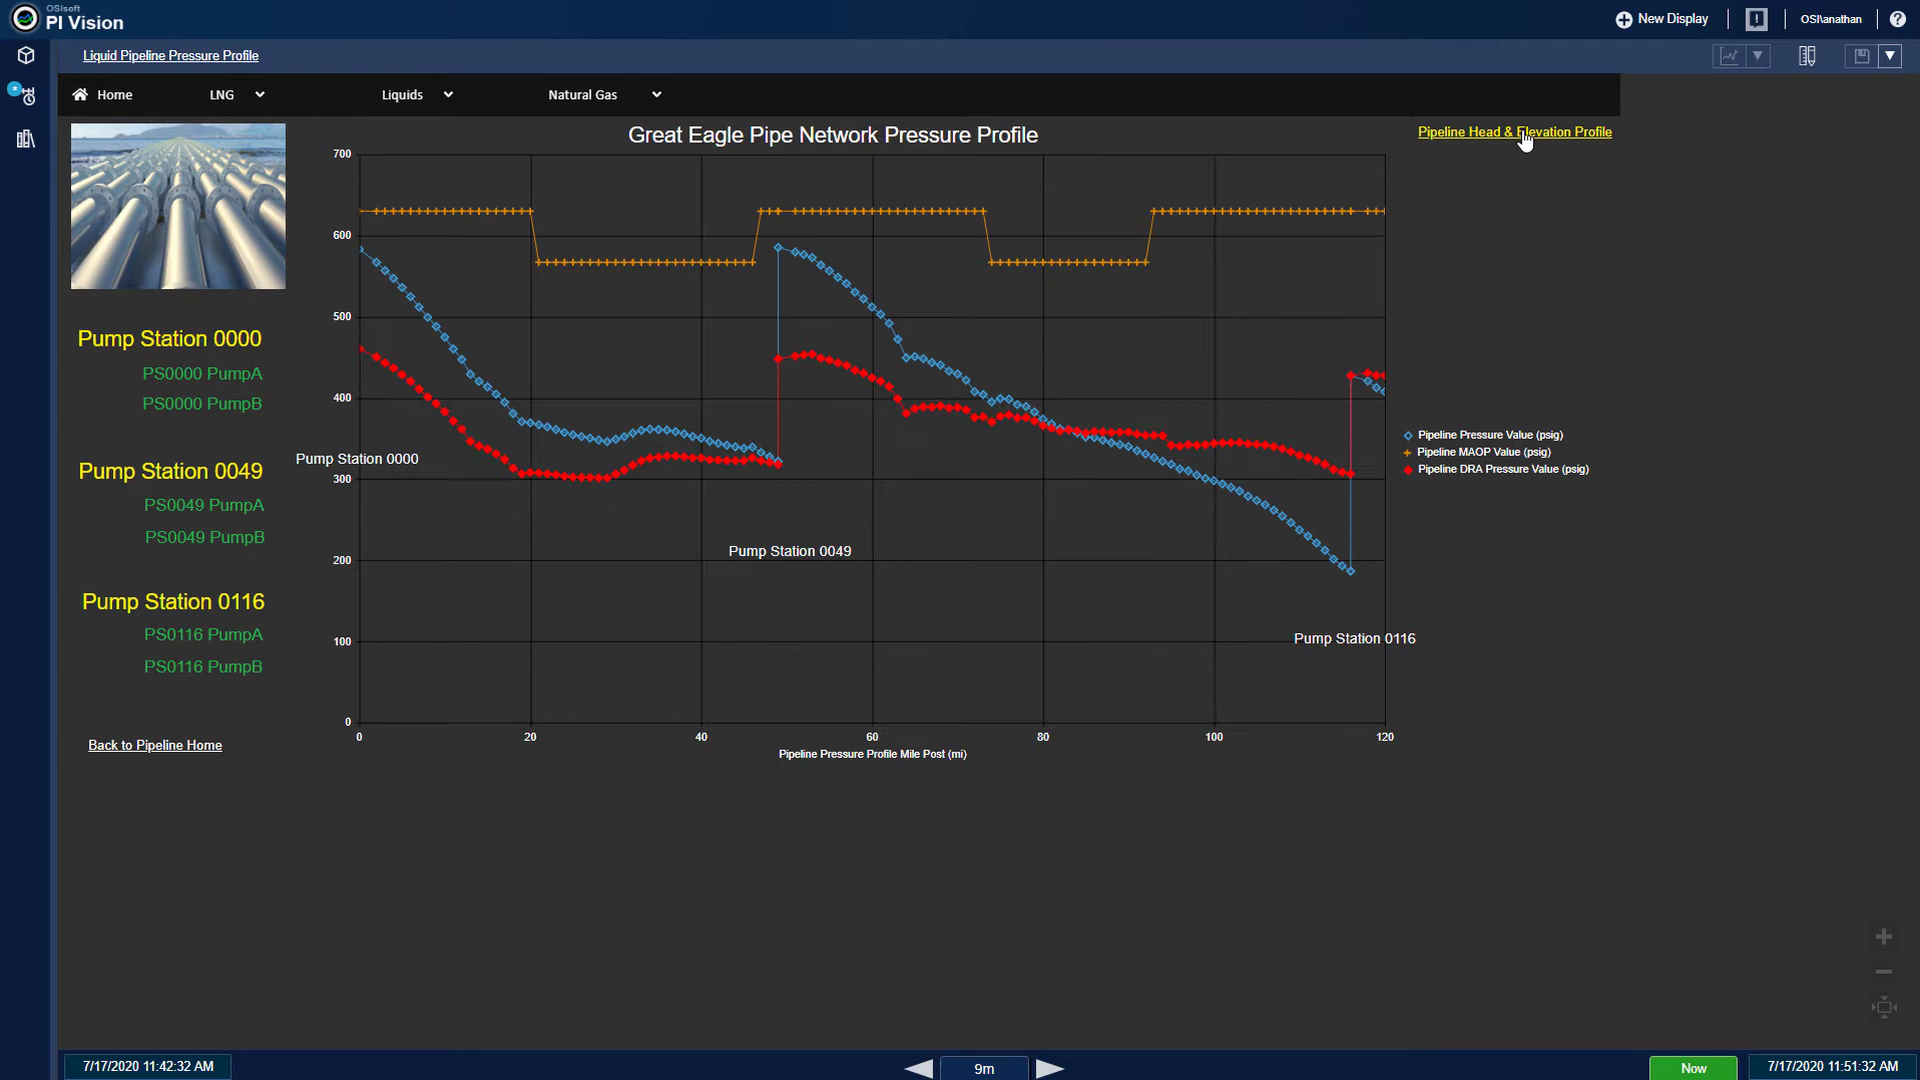 OSIsoft
PI Vision
New Display
OSI\anathan
Liquid Pipeline Pressure Profile
Home
LNG
Liquids
Natural Gas
Great Eagle Pipe Network Pressure Profile
Pipeline Head & Elevation Profile
700
600
500
400
300
200
100
0
0
20
40
60
80
100
120
Pipeline Pressure Profile Mile Post (mi)
Pump Station 0000
Pump Station 0049
Pump Station 0116
Pipeline Pressure Value (psig)
Pipeline MAOP Value (psig)
Pipeline DRA Pressure Value (psig)
Pump Station 0000
PS0000 PumpA
PS0000 PumpB
Pump Station 0049
PS0049 PumpA
PS0049 PumpB
Pump Station 0116
PS0116 PumpA
PS0116 PumpB
Back to Pipeline Home
7/17/2020 11:42:32 AM
9m
Now
7/17/2020 11:51:32 AM